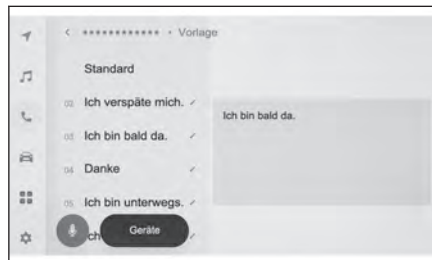 ************ • Vorlage
Standard
02 Ich verspäte mich.
03 Ich bin bald da.
04 Danke
05 Ich bin unterwegs.
Ich bin bald da.
Geräte